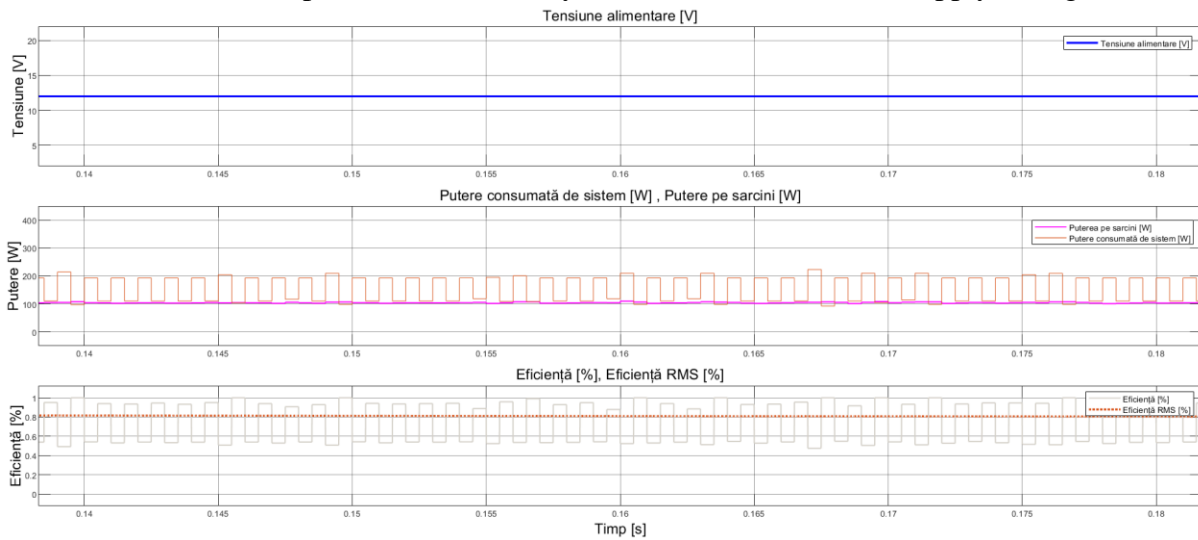 Tensiune alimentare [V]
Tensiune [V]
20
15
10
5
Tensiune alimentare [V]
0.14 0.145 0.15 0.155 0.16 0.165 0.17 0.175 0.18
Putere consumată de sistem [W] , Putere pe sarcini [W]
Putere [W]
400
300
200
100
0
Puterea pe sarcini [W]
Putere consumată de sistem [W]
0.14 0.145 0.15 0.155 0.16 0.165 0.17 0.175 0.18
Eficiență [%], Eficiență RMS [%]
Eficiență [%]
1
0.8
0.6
0.4
0.2
0
Eficiență [%]
Eficiență RMS [%]
0.14 0.145 0.15 0.155 0.16 0.165 0.17 0.175 0.18
Timp [s]